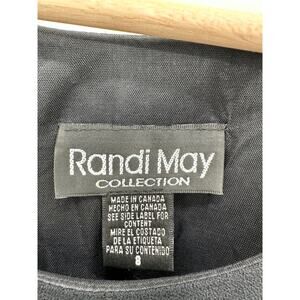 Randi May
COLLECTION
MADE IN CANADA
HECHO EN CANADA
SEE SIDE LABEL FOR
CONTENT
MIRE EL COSTADO
DE LA ETIQUETA
PARA SU CONTENIDO
8